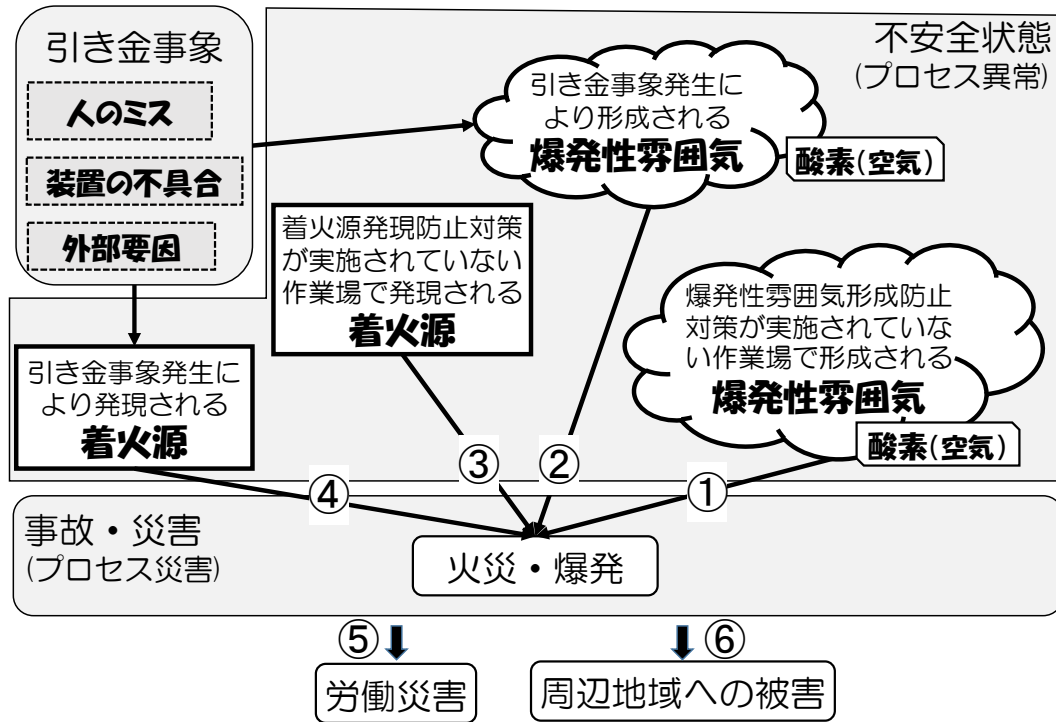 引き金事象
人のミス
装置の不具合
外部要因
不安全状態
(プロセス異常)
引き金事象発生に
より形成される
爆発性雰囲気
酸素(空気)
着火源発現防止対策
が実施されていない
作業場で発現される
着火源
爆発性雰囲気形成防止
対策が実施されていな
い作業場で形成される
爆発性雰囲気
酸素(空気)
引き金事象発生に
より発現される
着火源
④
③
②
①
事故・災害
(プロセス災害)
火災・爆発
⑤
⑥
労働災害
周辺地域への被害